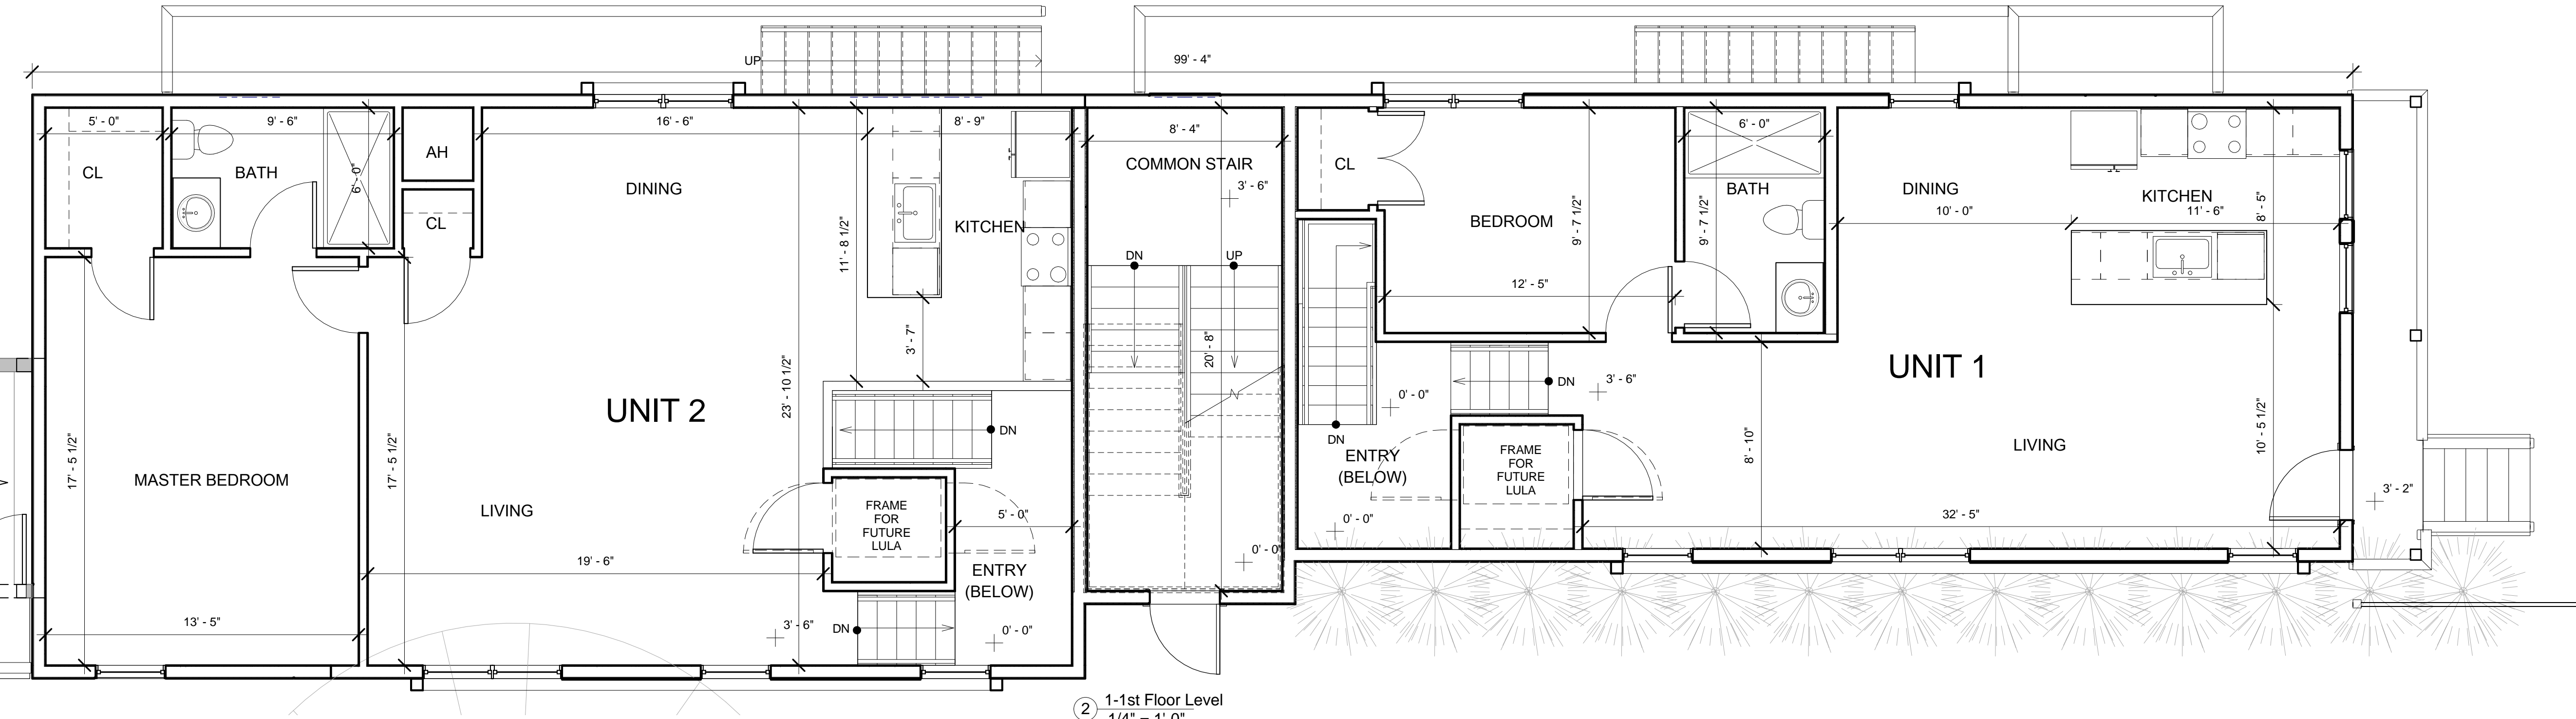 UP
99' - 4"
5' - 0"
9' - 6"
16' - 6"
8' - 9"
8' - 4"
6' - 0"
CL
BATH
6' - 0"
AH
CL
DINING
KITCHEN
11' - 8 1/2"
3' - 7"
COMMON STAIR
3' - 6"
DN
UP
20' - 8"
CL
BEDROOM
9' - 7 1/2"
12' - 5"
BATH
9' - 7 1/2"
DINING
10' - 0"
KITCHEN
11' - 6"
8' - 5"
UNIT 2
23' - 10 1/2"
DN
UNIT 1
DN
3' - 6"
0' - 0"
DN
ENTRY
(BELOW)
0' - 0"
FRAME
FOR
FUTURE
LULA
8' - 10"
LIVING
10' - 5 1/2"
32' - 5"
3' - 2"
17' - 5 1/2"
MASTER BEDROOM
17' - 5 1/2"
LIVING
FRAME
FOR
FUTURE
LULA
5' - 0"
0' - 0"
19' - 6"
ENTRY
(BELOW)
13' - 5"
3' - 6"
DN
0' - 0"
2
1-1st Floor Level
1/4" = 1'-0"